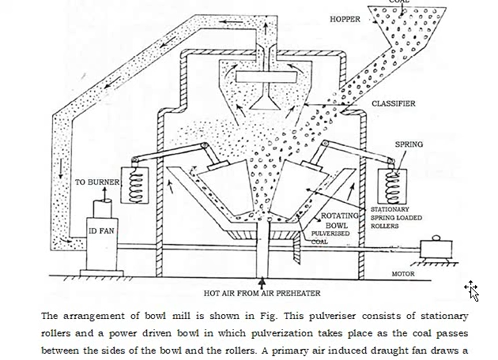 COAL
HOPPER
CLASSIFIER
SPRING
TO BURNER
STATIONARY
SPRING LOADED
ROLLERS
ROTATING
BOWL
PULVERISED
COAL
ID FAN
MOTOR
HOT AIR FROM AIR PREHEATER
The arrangement of bowl mill is shown in Fig. This pulveriser consists of stationary
rollers and a power driven bowl in which pulverization takes place as the coal passes
between the sides of the bowl and the rollers. A primary air induced draught fan draws a